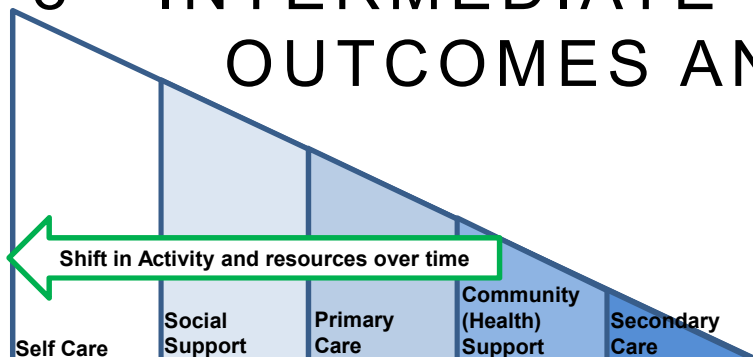 INTERMEDIATE
OUTCOMES AN
Shift in Activity and resources over time
Self Care
Social
Support
Primary
Care
Community
(Health)
Support
Secondary
Care